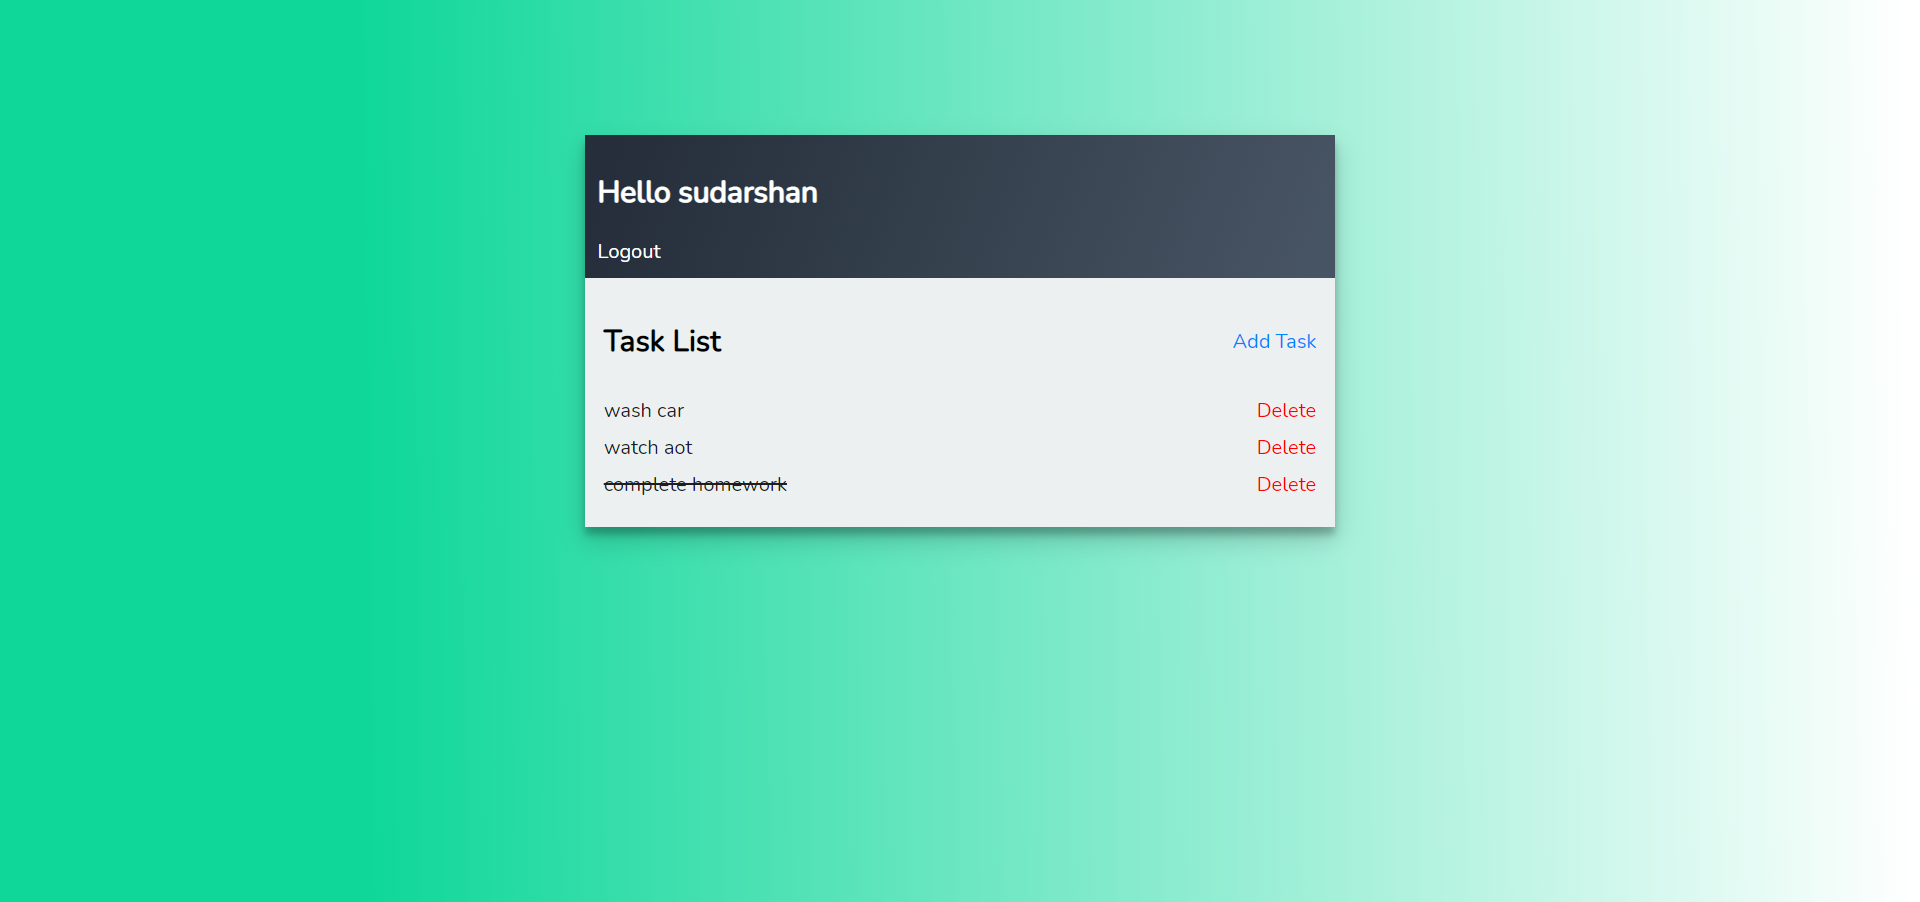 Hello sudarshan
Logout
Task List Add Task
wash car Delete
watch aot Delete
complete homework Delete